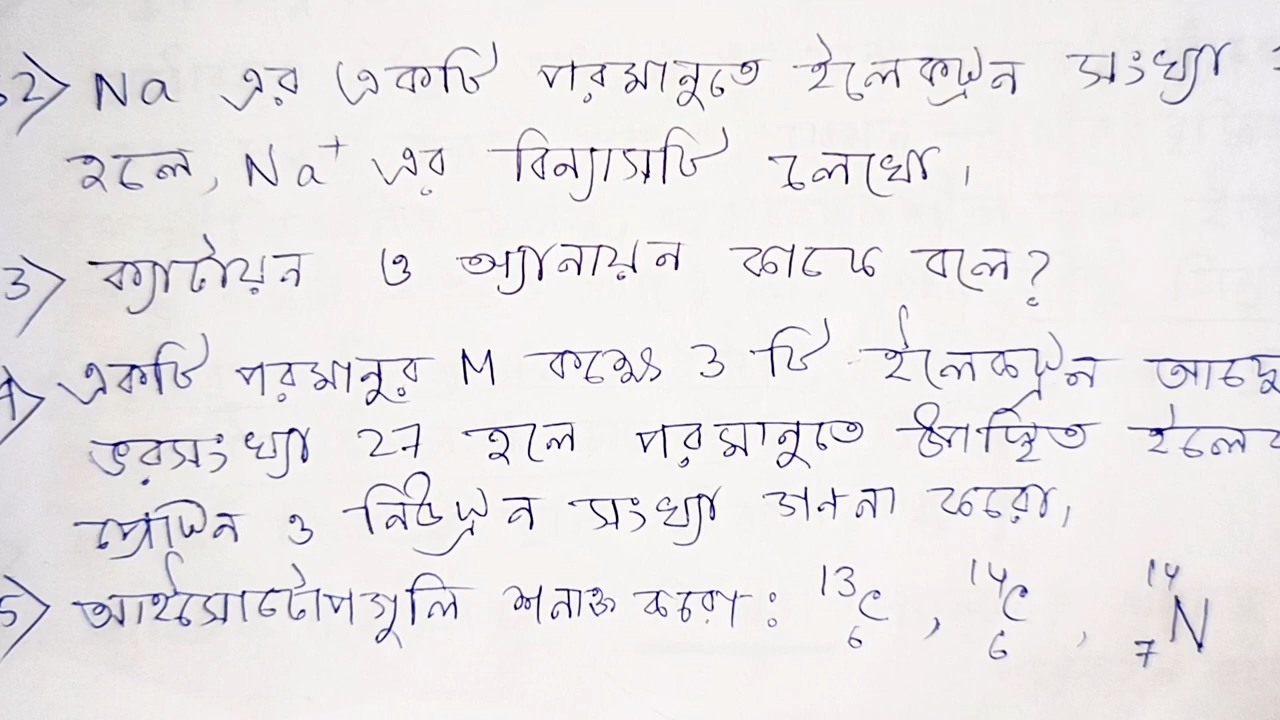 2) Na এর একটি পরমানুতে ইলেকট্রন সংখ্যা
হলে, Na⁺ এর বিন্যাসটি লেখো।
3) ক্যাটায়ন ও অ্যানায়ন কাকে বলে?
4) একটি পরমানুর M কক্ষে 3 টি ইলেকট্রন আছে
ভরসংখ্যা 27 হলে পরমানুতে উপস্থিত
প্রোটন ও নিউট্রন সংখ্যা গননা করো,
5) আইসোটোপগুলি শনাক্ত করো: ¹³₆C, ¹⁴₆C, ¹⁴₇N